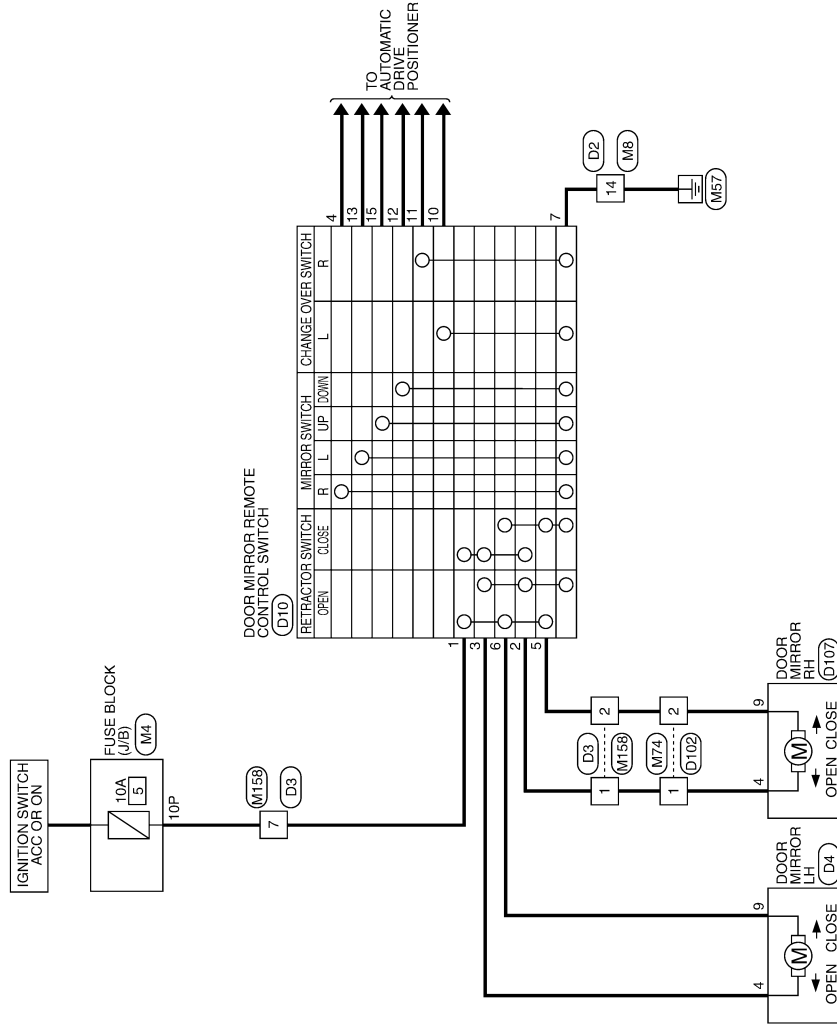 IGNITION SWITCH
ACC OR ON
FUSE BLOCK
(J/B)
M4
10A
5
10P
M158
7
D3
DOOR MIRROR REMOTE
CONTROL SWITCH
D10
RETRACTOR SWITCH
MIRROR SWITCH
CHANGE OVER SWITCH
OPEN
CLOSE
R
L
UP
DOWN
L
R
4
13
15
12
11
10
7
TO
AUTOMATIC
DRIVE
POSITIONER
D2
14
M8
M57
1
3
6
2
5
D3
1
2
M158
M74
1
2
D102
DOOR
MIRROR
LH
D4
4
9
M
OPEN CLOSE
DOOR
MIRROR
RH
D107
4
9
M
OPEN CLOSE